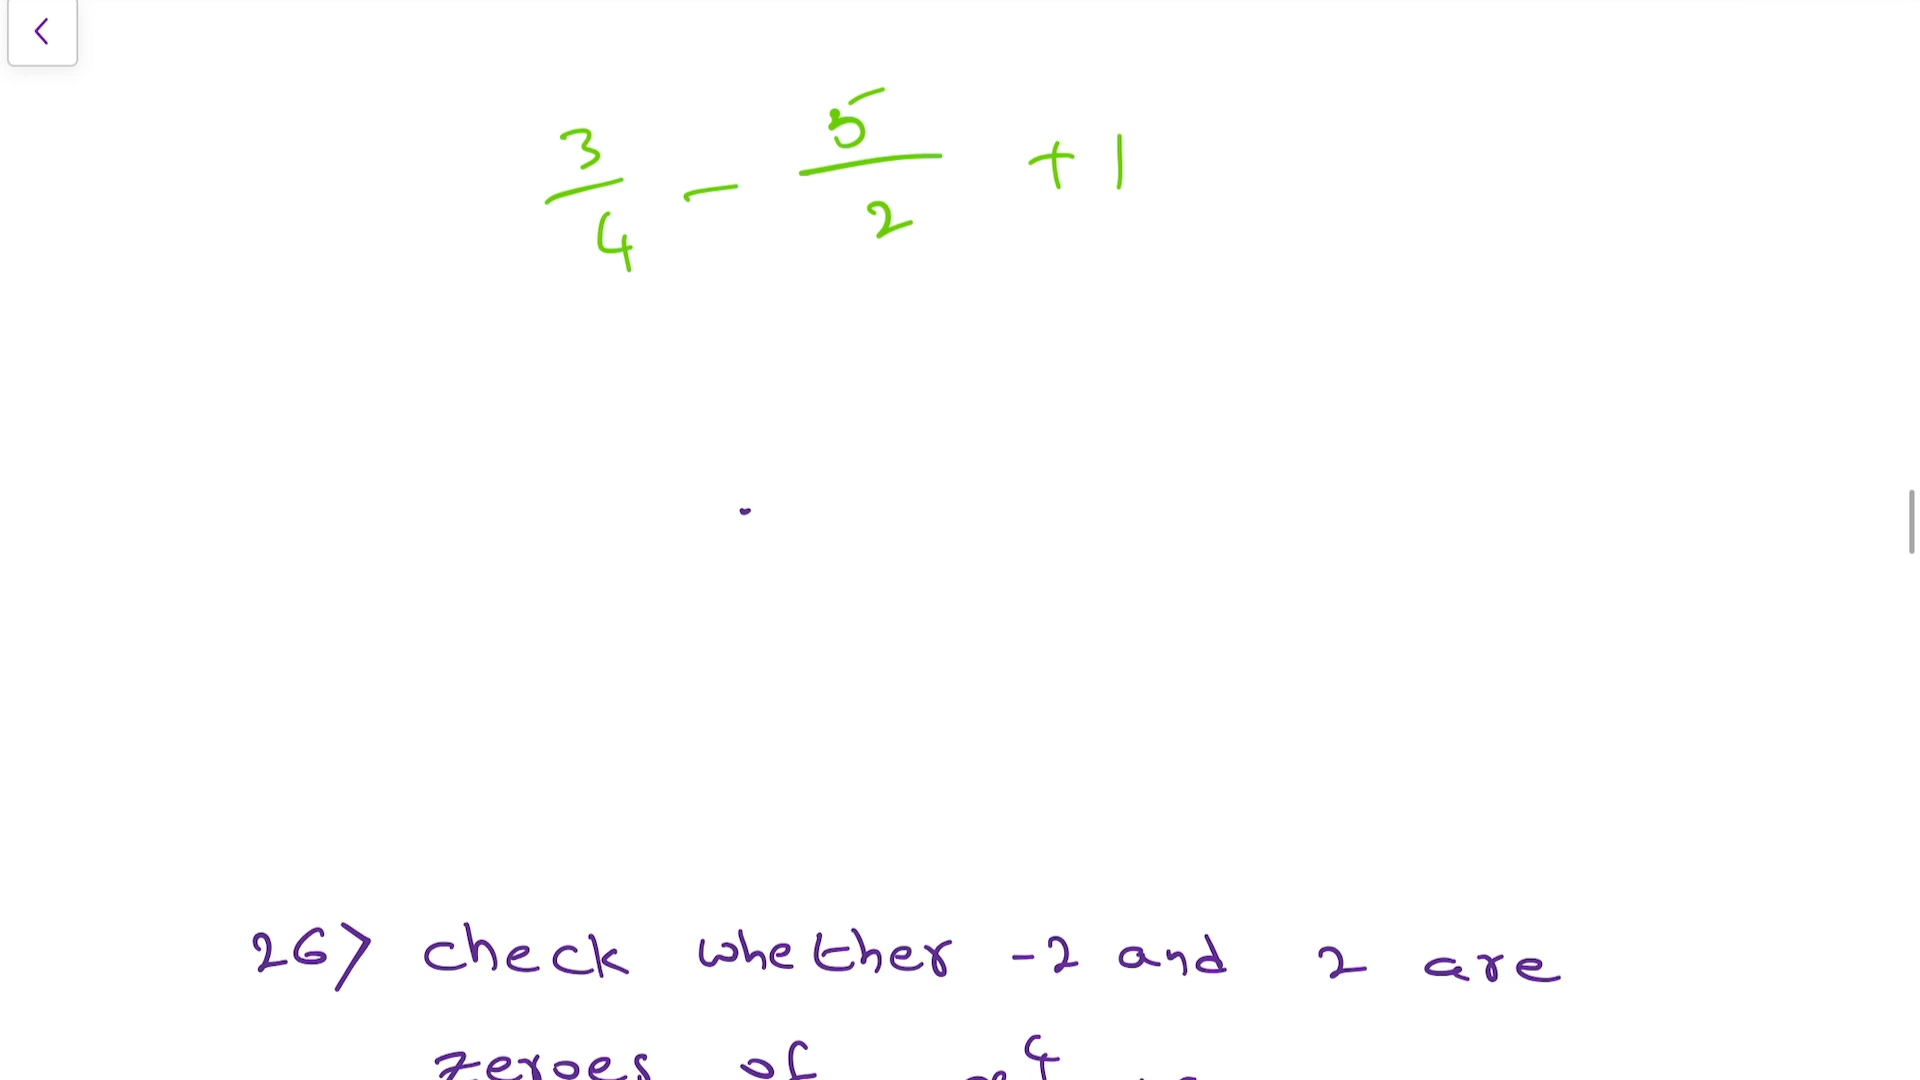 3/4 - 5/2 + 1
26> check whether -2 and 2 are
zeroes of